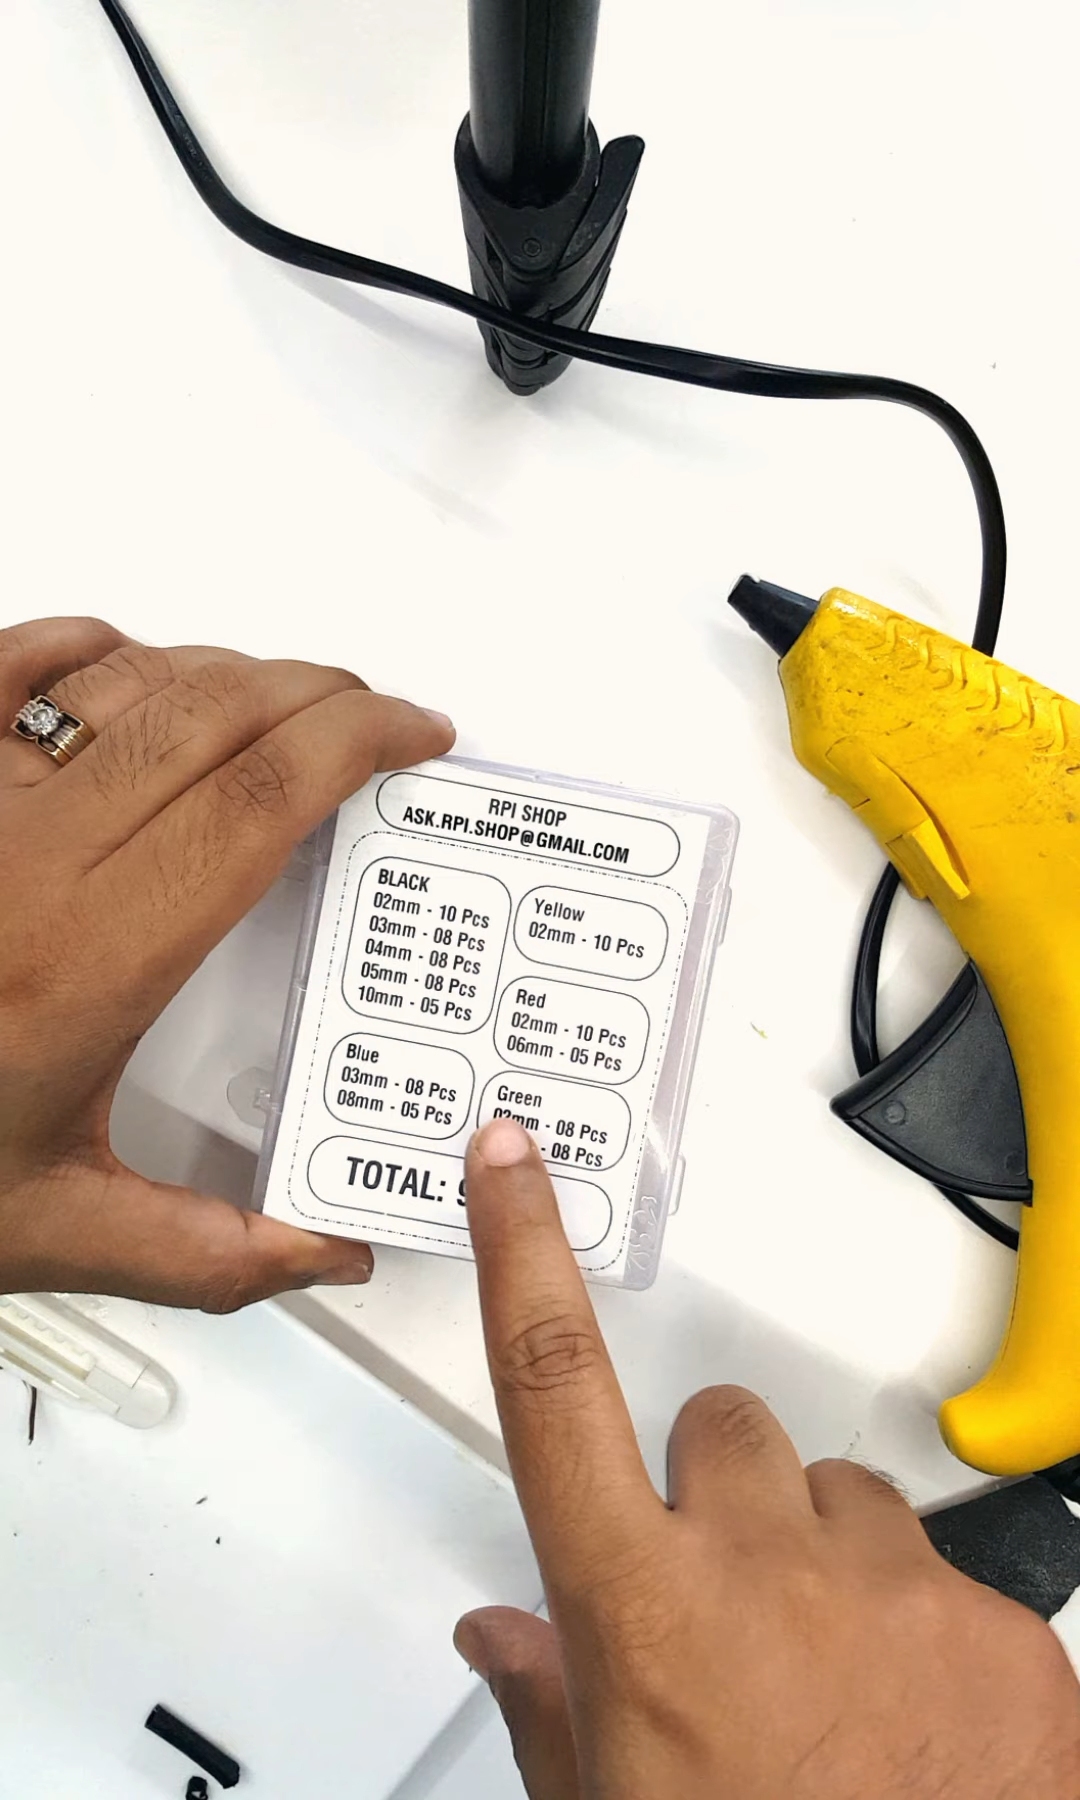 RPI SHOP
ASK.RPI.SHOP@GMAIL.COM
BLACK
02mm - 10 Pcs
03mm - 08 Pcs
04mm - 08 Pcs
05mm - 08 Pcs
10mm - 05 Pcs
Yellow
02mm - 10 Pcs
Red
02mm - 10 Pcs
06mm - 05 Pcs
Blue
03mm - 08 Pcs
08mm - 05 Pcs
Green
- 08 Pcs
- 08 Pcs
TOTAL: